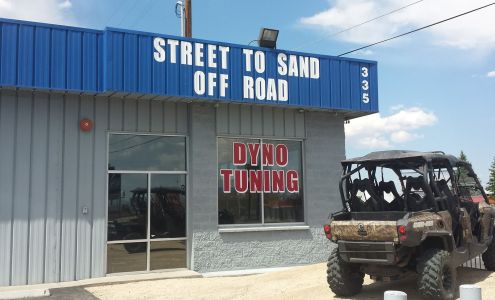 STREET TO SAND
OFF ROAD
335
DYNO
TUNING